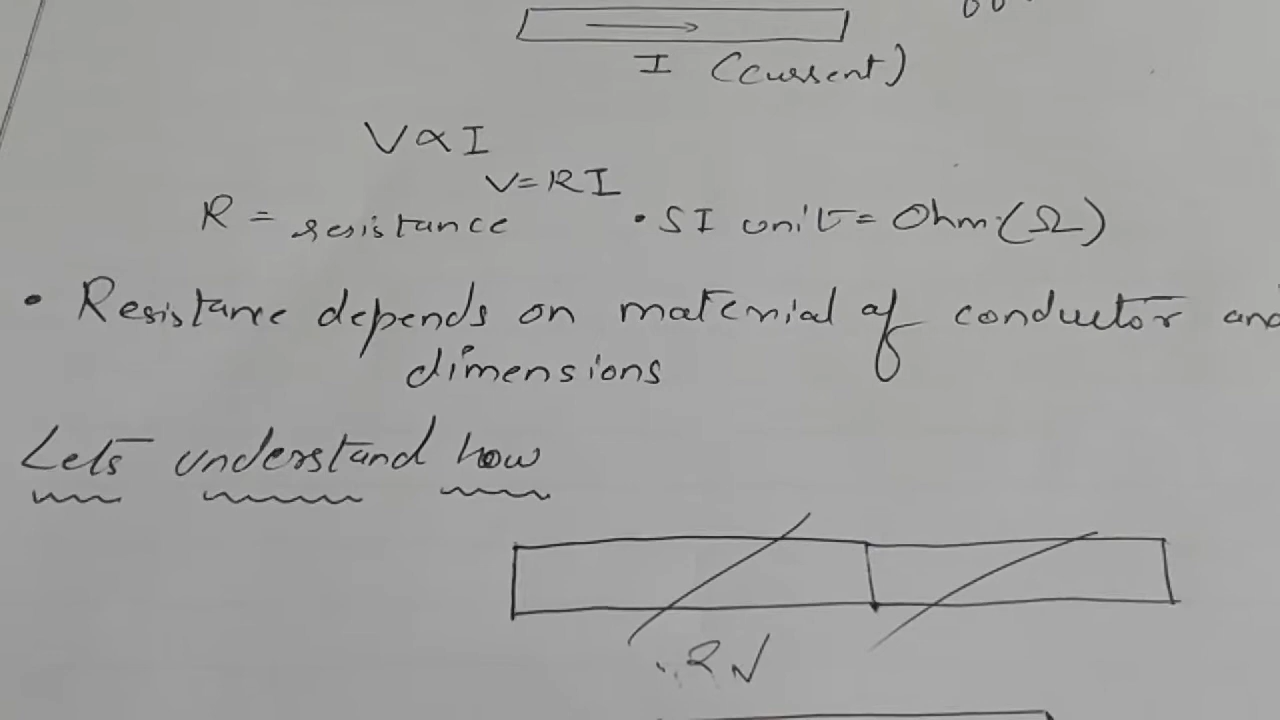 I (Current)
V ∝ I
V = RI
R = resistance • SI unit = Ohm (Ω)
• Resistance depends on material of conductor and
dimensions
Lets understand how
R